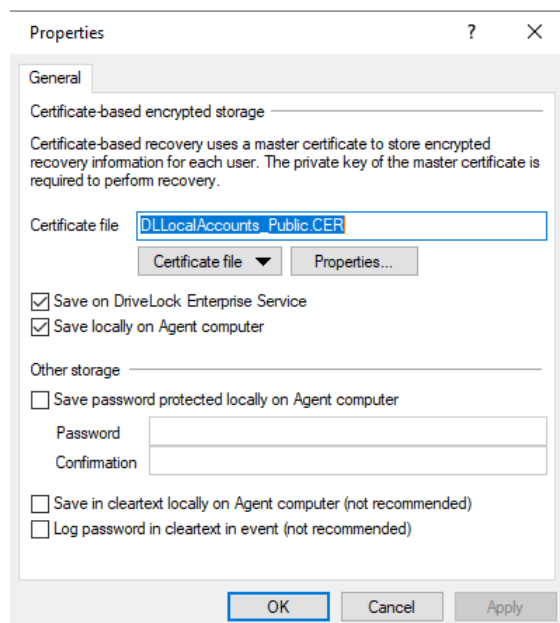 Properties
?
General
Certificate-based encrypted storage
Certificate-based recovery uses a master certificate to store encrypted
recovery information for each user. The private key of the master certificate is
required to perform recovery.
Certificate file DLLocalAccounts_Public.CER
Certificate file Properties...
Save on DriveLock Enterprise Service
Save locally on Agent computer
Other storage
Save password protected locally on Agent computer
Password
Confirmation
Save in cleartext locally on Agent computer (not recommended)
Log password in cleartext in event (not recommended)
OK Cancel Apply